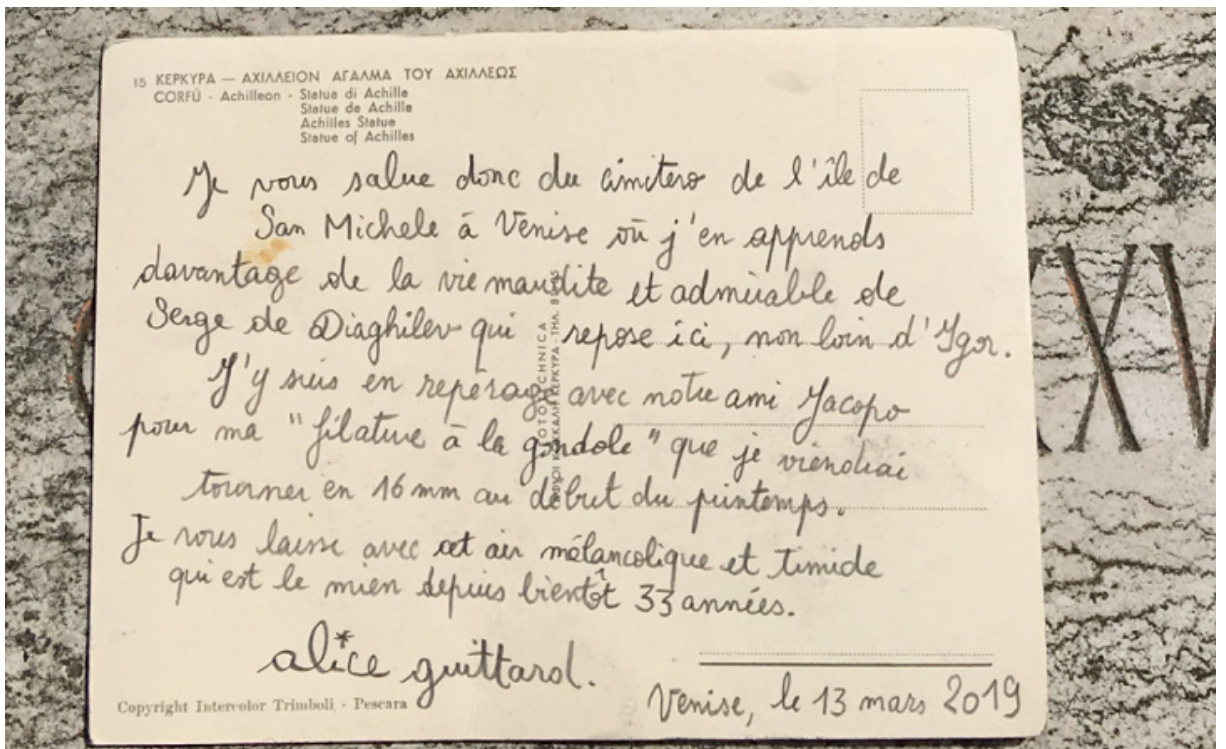 15 ΚΕΡΚΥΡΑ — ΑΧΙΛΛΕΙΟΝ ΑΓΑΛΜΑ ΤΟΥ ΑΧΙΛΛΕΩΣ
CORFÙ - Achilleon - Statua di Achille
Statue de Achille
Achilles Statue
Statue of Achilles
Je vous salue donc du cimitero de l'île de
San Michele à Venise où j'en apprends
davantage de la vie maudite et admirable de
Serge de Diaghilev qui repose ici, non loin d'Igor.
J'y suis en repérage avec notre ami Jacopo
pour ma "filature à la gondole" que je viendrai
tourner en 16 mm au début du printemps.
Je vous laisse avec cet air mélancolique et timide
qui est le mien depuis bientôt 33 années.
alice guittard.
Venise, le 13 mars 2019
Copyright Intercolor Trimboli - Pescara
XV